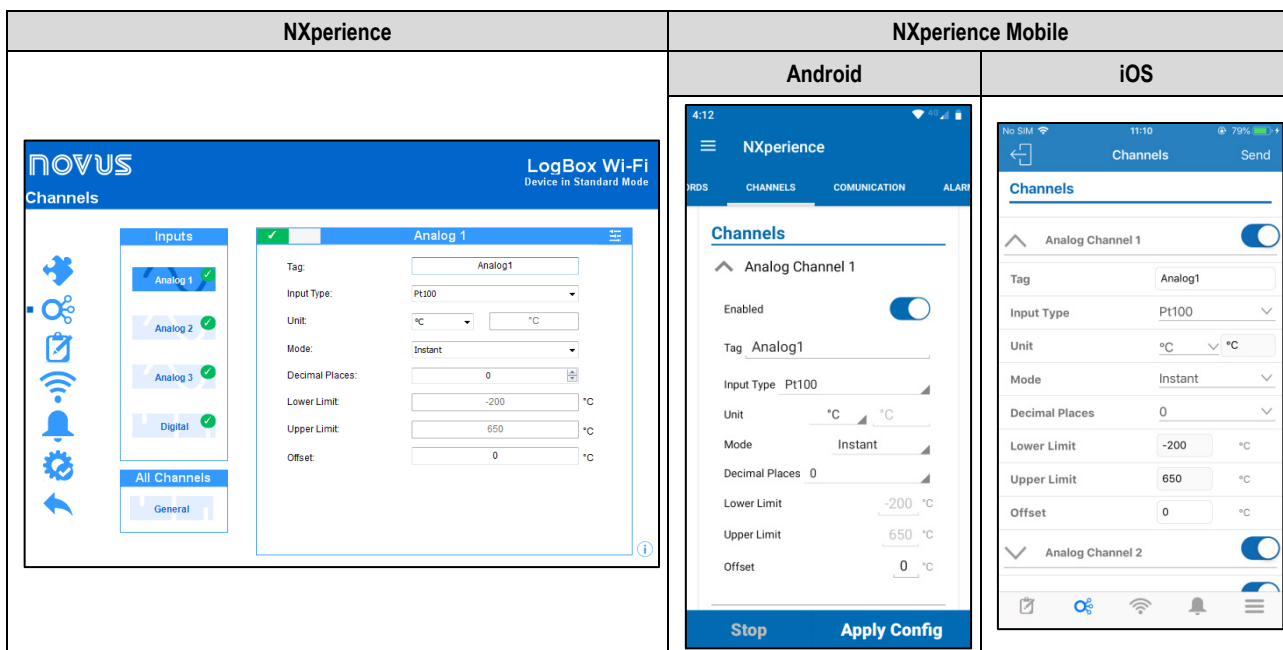 NXperience
NXperience Mobile
Android
iOS
novus
LogBox Wi-Fi
Device in Standard Mode
Channels
Inputs
Analog 1
Analog 2
Analog 3
Digital
All Channels
General
Analog 1
Tag: Analog1
Input Type: Pt100
Unit: ºC °C
Mode: Instant
Decimal Places: 0
Lower Limit: -200 °C
Upper Limit: 650 °C
Offset: 0 °C
4:12 4G
NXperience
RDS CHANNELS COMUNICATION ALAR
Channels
Analog Channel 1
Enabled
Tag Analog1
Input Type Pt100
Unit °C °C
Mode Instant
Decimal Places 0
Lower Limit -200 °C
Upper Limit 650 °C
Offset 0 °C
Stop Apply Config
No SIM 11:10 79%
Channels Send
Channels
Analog Channel 1
Tag Analog1
Input Type Pt100
Unit ºC °C
Mode Instant
Decimal Places 0
Lower Limit -200 °C
Upper Limit 650 °C
Offset 0 °C
Analog Channel 2